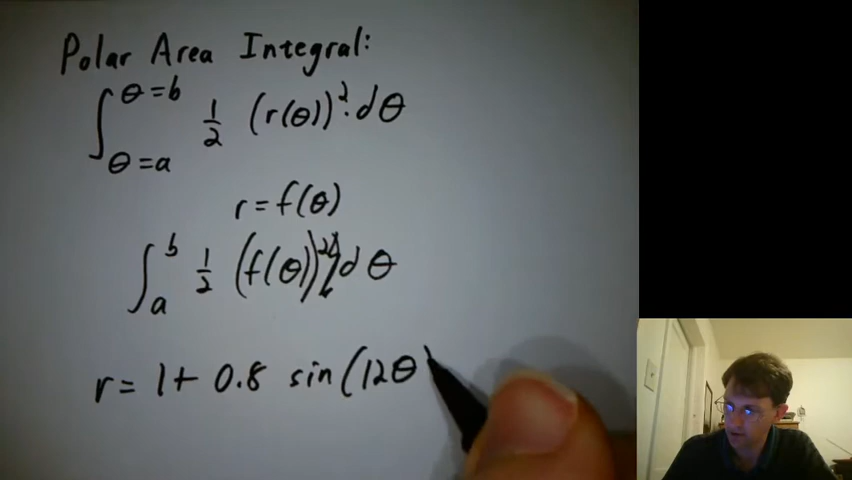 Polar Area Integral:
∫_{θ=a}^{θ=b} 1/2 (r(θ))^2 · dθ
r = f(θ)
∫_a^b 1/2 (f(θ))^2 dθ
r = 1 + 0.8 sin(12θ)